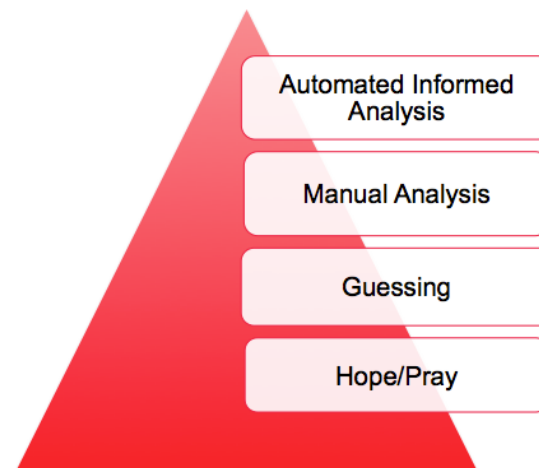 Automated Informed
Analysis
Manual Analysis
Guessing
Hope/Pray